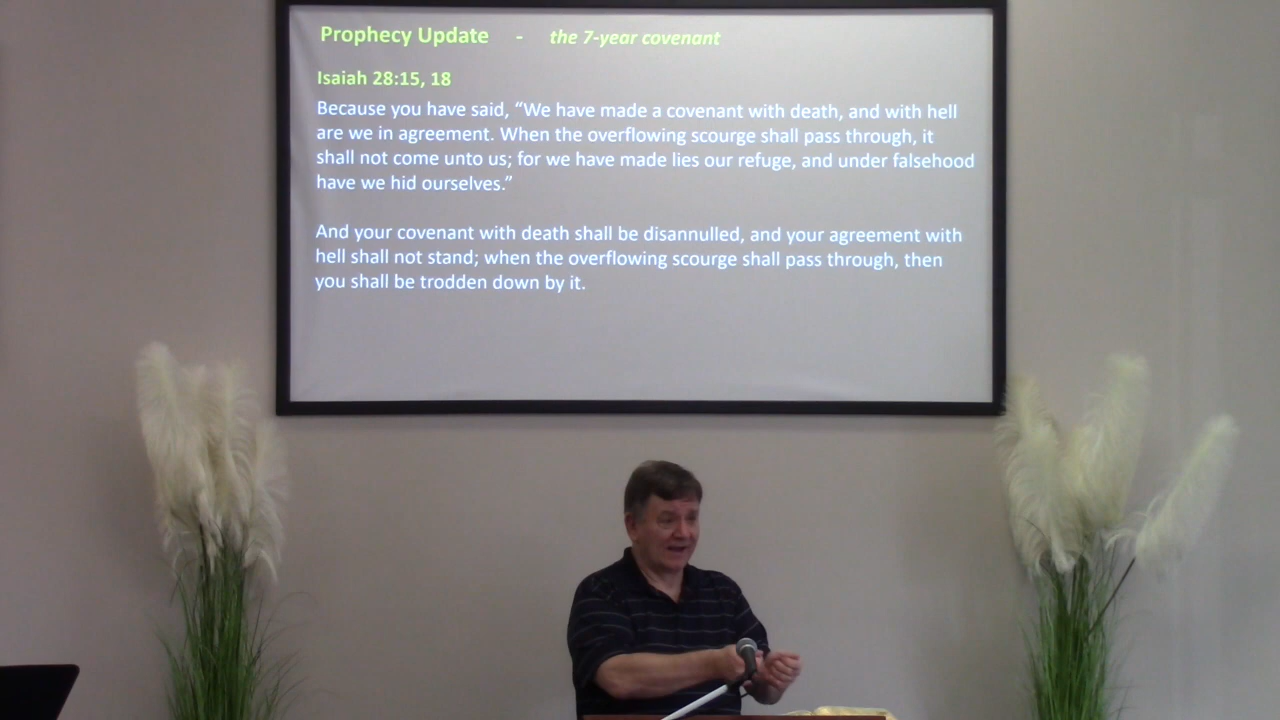 Prophecy Update - the 7-year covenant
Isaiah 28:15, 18
Because you have said, “We have made a covenant with death, and with hell
are we in agreement. When the overflowing scourge shall pass through, it
shall not come unto us; for we have made lies our refuge, and under falsehood
have we hid ourselves.”
And your covenant with death shall be disannulled, and your agreement with
hell shall not stand; when the overflowing scourge shall pass through, then
you shall be trodden down by it.